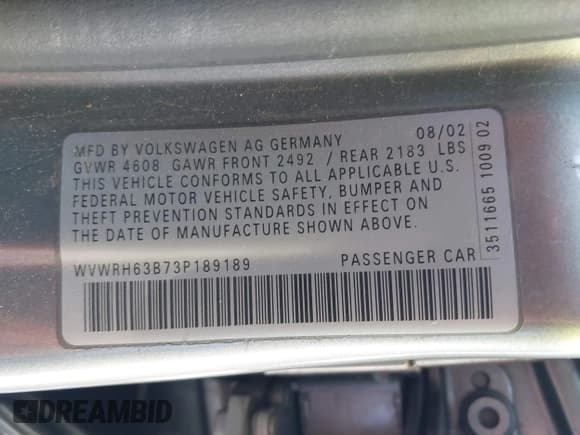 MFD BY VOLKSWAGEN AG GERMANY 08/02
GVWR 4608 GAWR FRONT 2492 / REAR 2183 LBS
THIS VEHICLE CONFORMS TO ALL APPLICABLE U.S.
FEDERAL MOTOR VEHICLE SAFETY, BUMPER AND
THEFT PREVENTION STANDARDS IN EFFECT ON
THE DATE OF MANUFACTURE SHOWN ABOVE.
WVWRH63B73P189189 PASSENGER CAR
3511665 1009 02
DREAMBID